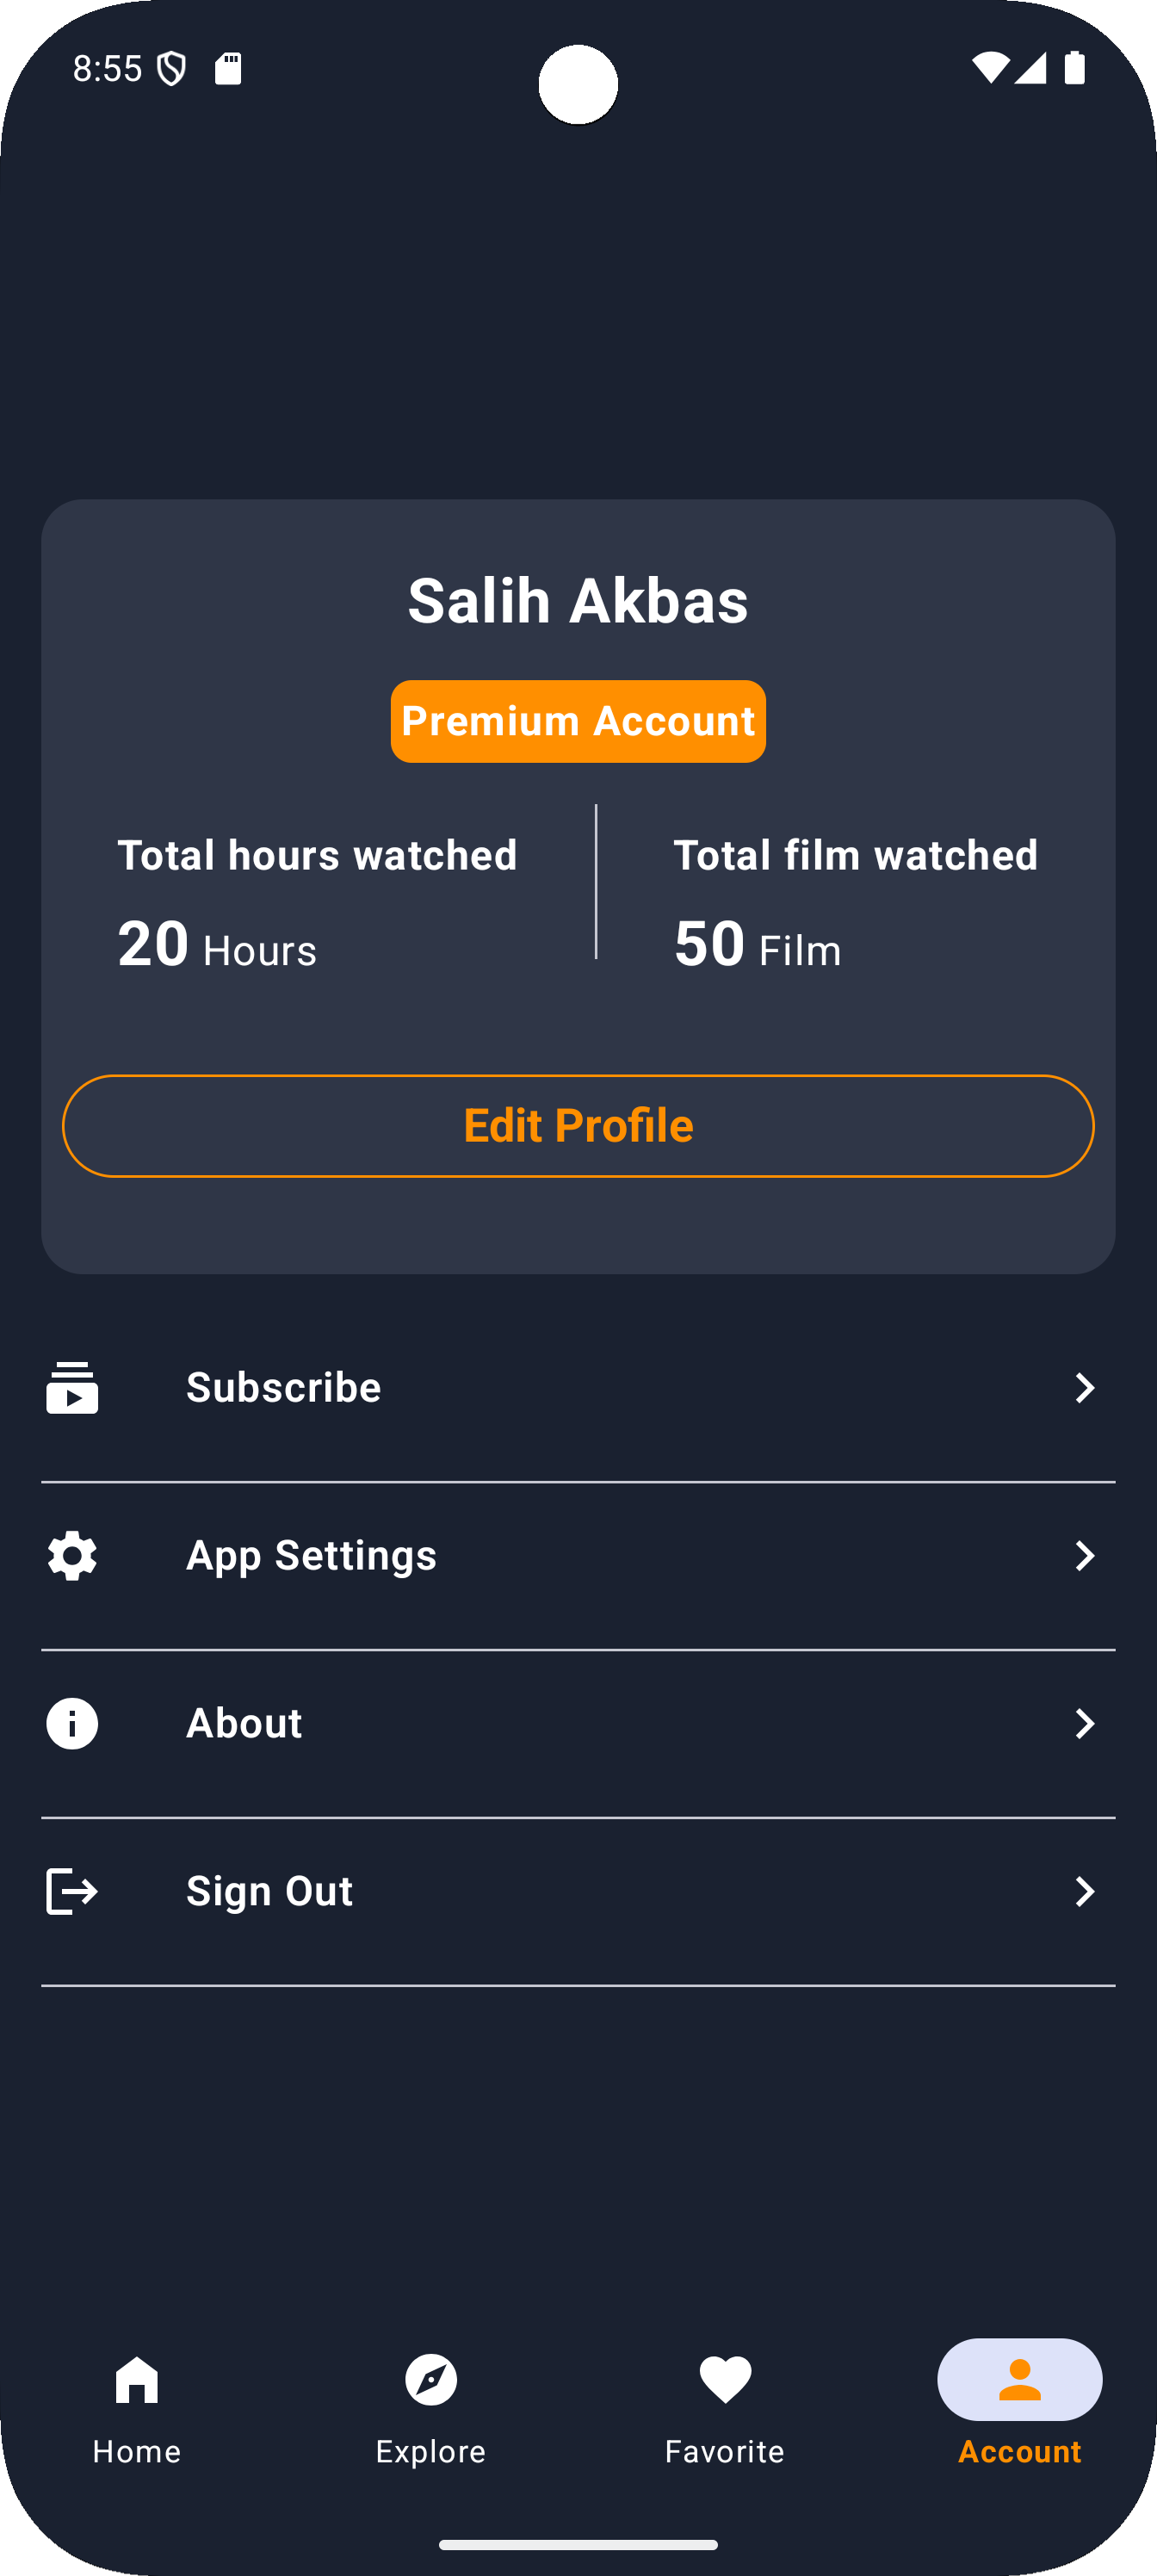 8:55
Salih Akbas
Premium Account
Total hours watched
20 Hours
Total film watched
50 Film
Edit Profile
Subscribe
App Settings
About
Sign Out
Home
Explore
Favorite
Account